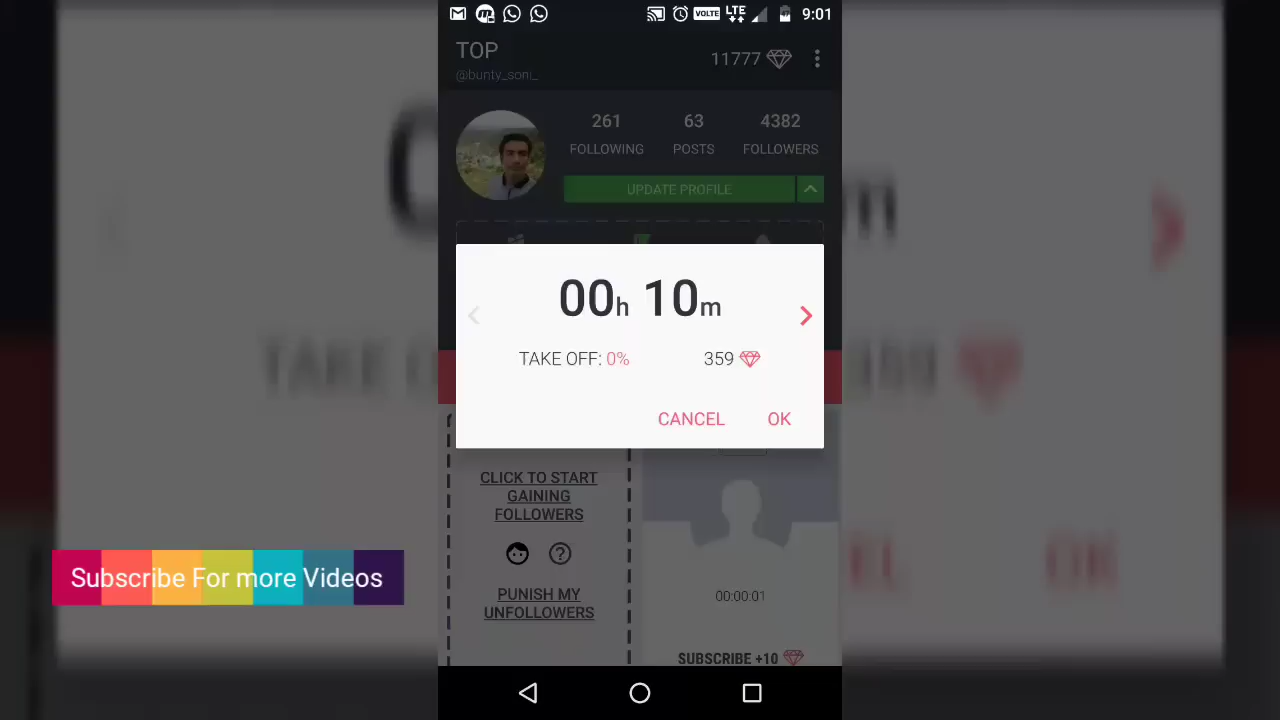 VOLTE LTE 9:01
TOP
11777
@bunty_soni_
261 63 4382
FOLLOWING POSTS FOLLOWERS
UPDATE PROFILE
00h 10m
TAKE OFF: 0% 359
CANCEL OK
CLICK TO START
GAINING
FOLLOWERS
PUNISH MY
UNFOLLOWERS
00:00:01
SUBSCRIBE +10
Subscribe For more Videos